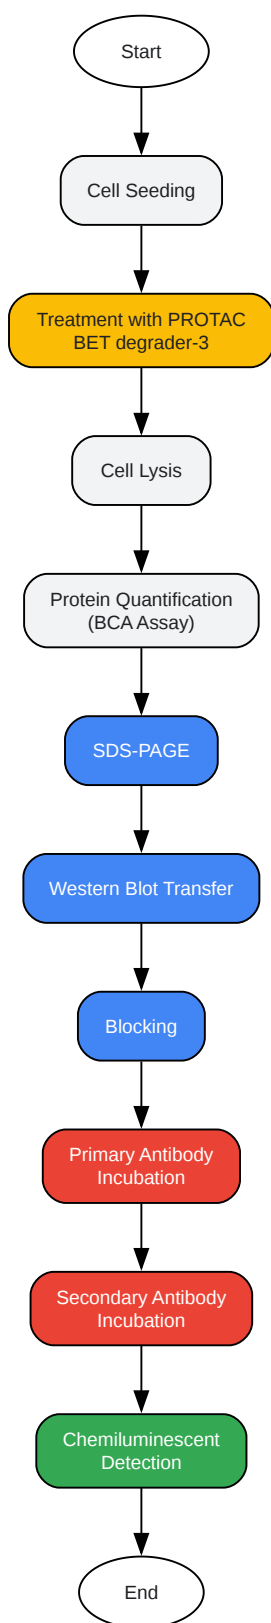 Start
Cell Seeding
Treatment with PROTAC
BET degrader-3
Cell Lysis
Protein Quantification
(BCA Assay)
SDS-PAGE
Western Blot Transfer
Blocking
Primary Antibody
Incubation
Secondary Antibody
Incubation
Chemiluminescent
Detection
End